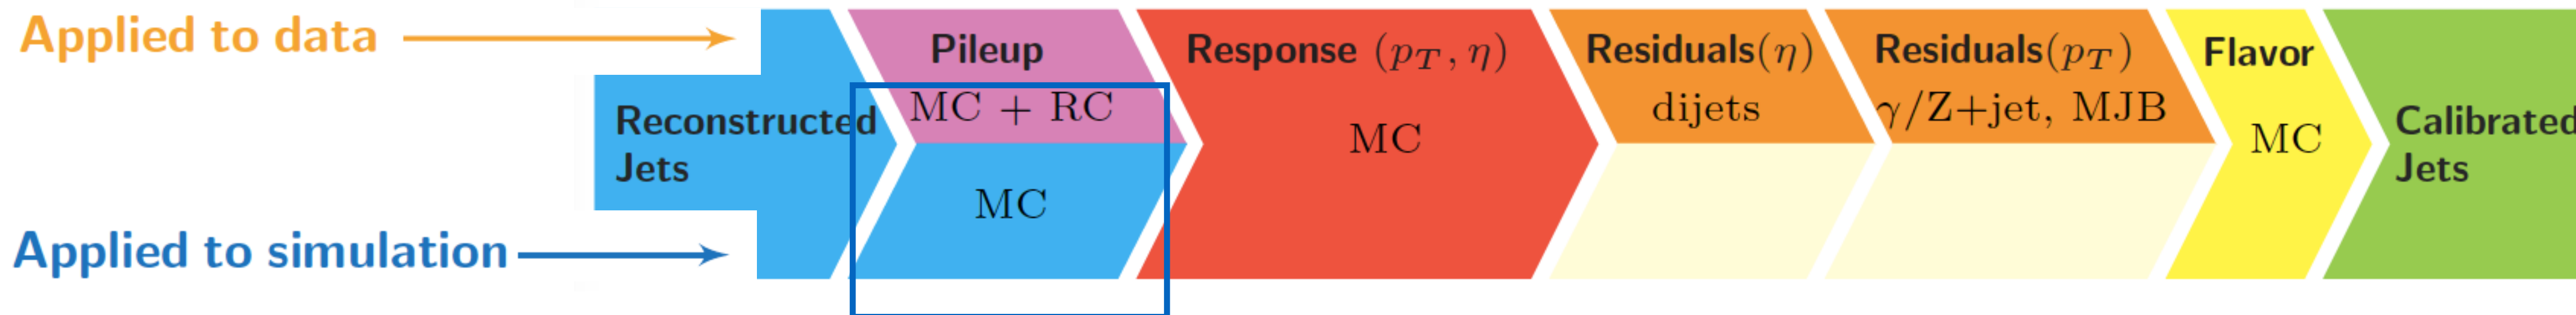 Applied to data
Applied to simulation
Reconstructed
Jets
Pileup
MC + RC
MC
Response (p_T, η)
MC
Residuals(η)
dijets
Residuals(p_T)
γ/Z+jet, MJB
Flavor
MC
Calibrated
Jets